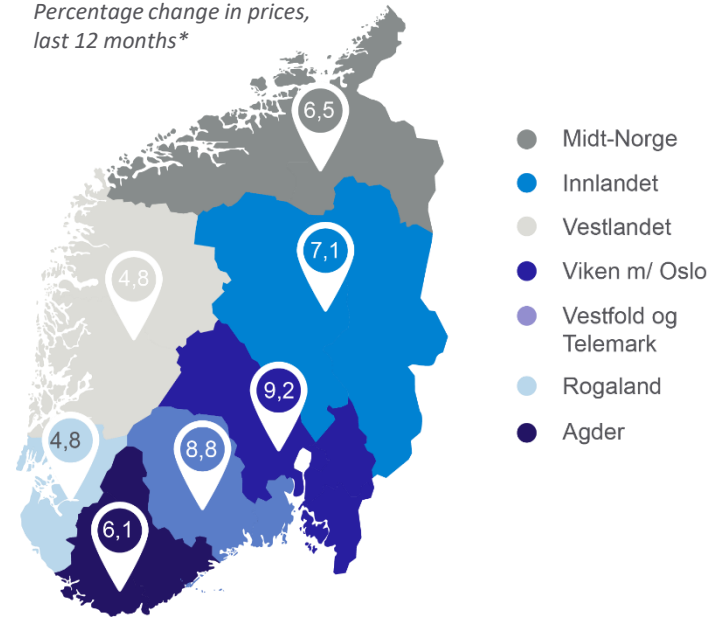 Percentage change in prices,
last 12 months*
6,5
7,1
4,8
9,2
4,8
8,8
6,1
Midt-Norge
Innlandet
Vestlandet
Viken m/ Oslo
Vestfold og
Telemark
Rogaland
Agder